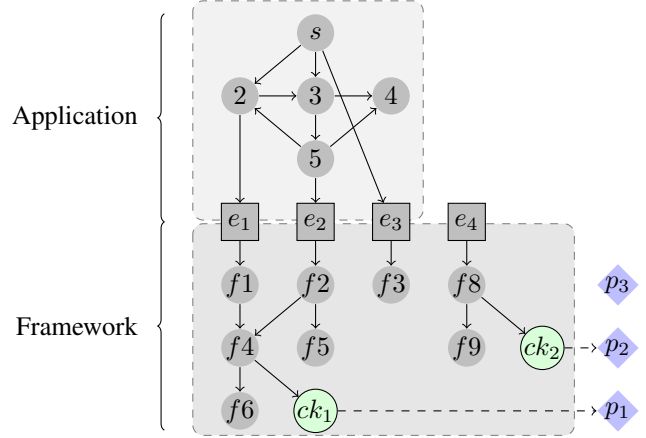 s
2 3 4
Application
5
e₁ e₂ e₃ e₄
f1 f2 f3 f8 p₃
Framework
f4 f5 f9 ck₂ p₂
f6 ck₁ p₁